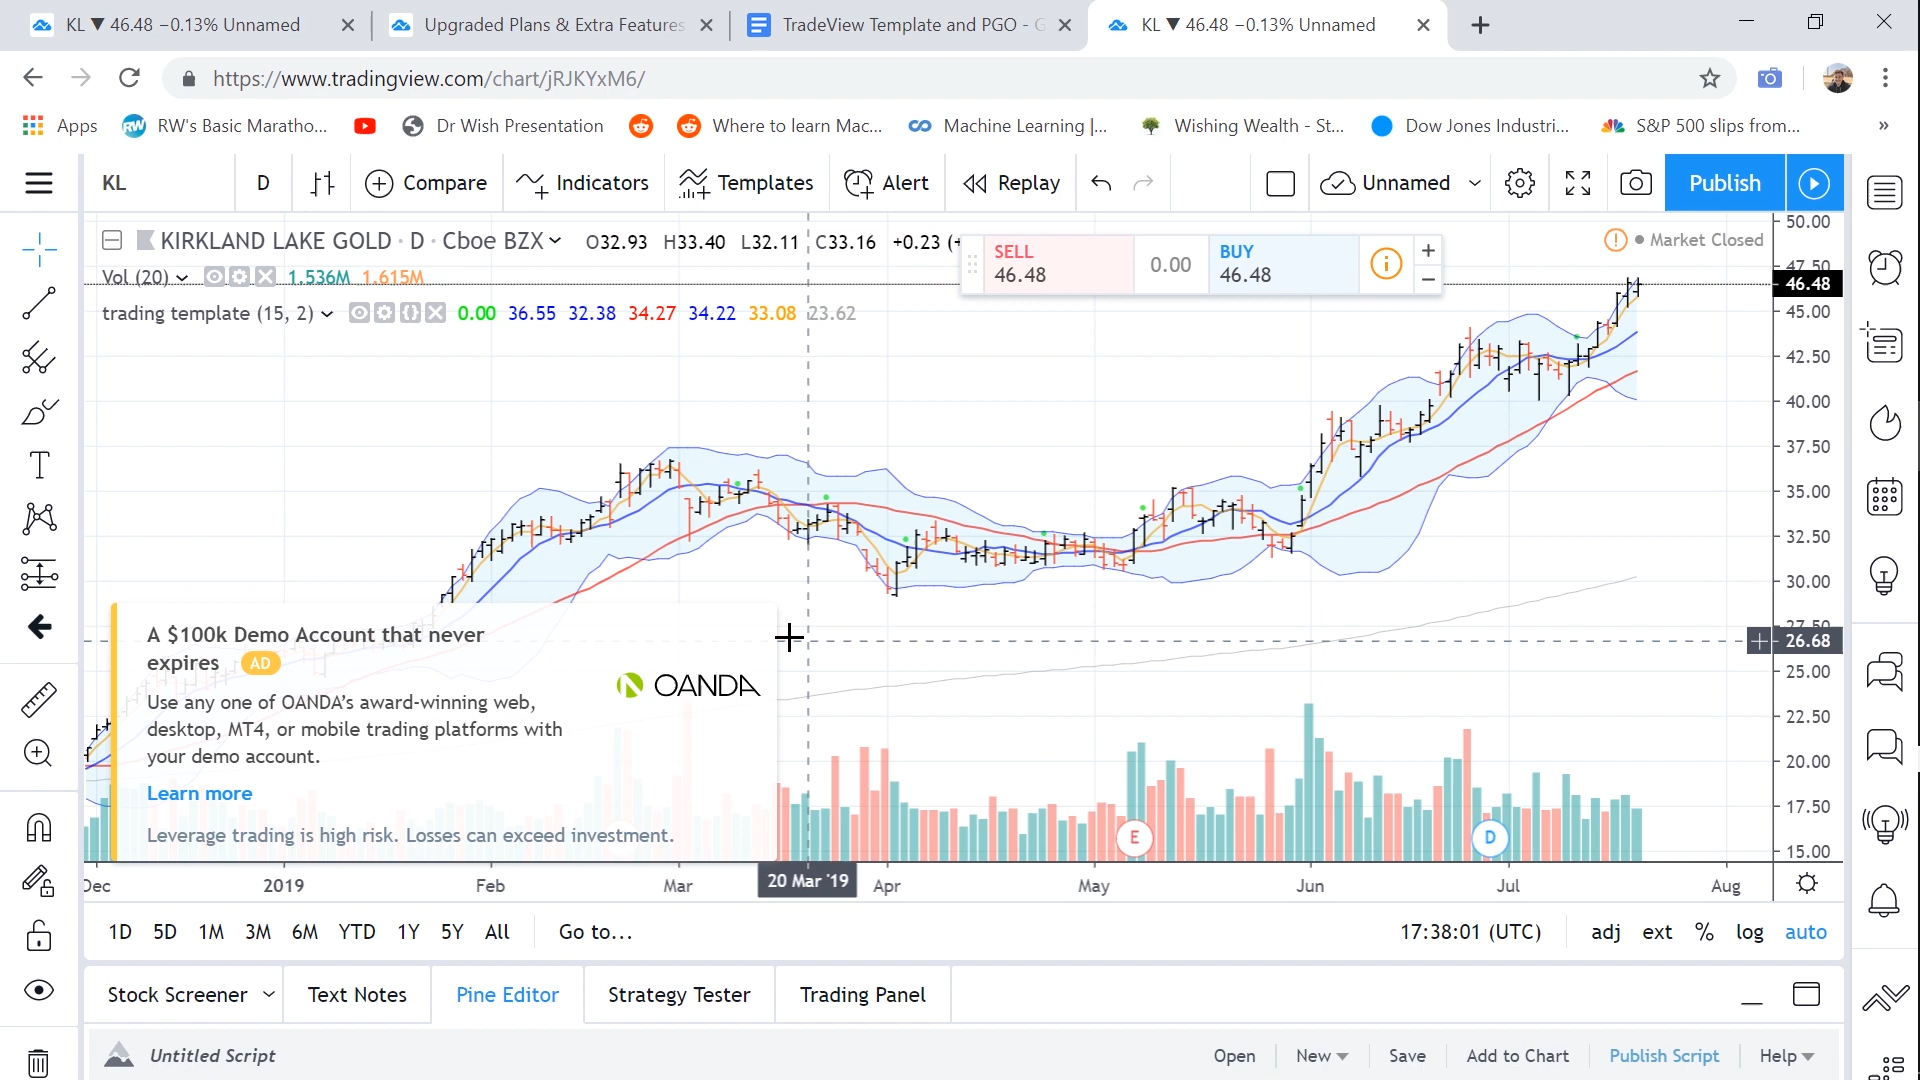 KL ▼ 46.48 −0.13% Unnamed
Upgraded Plans & Extra Features
TradeView Template and PGO - G
KL ▼ 46.48 −0.13% Unnamed
https://www.tradingview.com/chart/jRJKYxM6/
Apps
RW's Basic Maratho...
Dr Wish Presentation
Where to learn Mac...
Machine Learning |...
Wishing Wealth - St...
Dow Jones Industri...
S&P 500 slips from...
»
KL
D
Compare
Indicators
Templates
Alert
Replay
Unnamed
Publish
KIRKLAND LAKE GOLD · D · Cboe BZX
O32.93 H33.40 L32.11 C33.16 +0.23 (+
SELL
46.48
0.00
BUY
46.48
Market Closed
Vol (20)
1.536M 1.615M
trading template (15, 2)
0.00 36.55 32.38 34.27 34.22 33.08 23.62
50.00
47.50
46.48
45.00
42.50
40.00
37.50
35.00
32.50
30.00
27.50
26.68
25.00
22.50
20.00
17.50
15.00
A $100k Demo Account that never
expires AD
OANDA
Use any one of OANDA's award-winning web,
desktop, MT4, or mobile trading platforms with
your demo account.
Learn more
Leverage trading is high risk. Losses can exceed investment.
E
D
Dec
2019
Feb
Mar
20 Mar '19
Apr
May
Jun
Jul
Aug
1D 5D 1M 3M 6M YTD 1Y 5Y All
Go to...
17:38:01 (UTC)
adj ext % log auto
Stock Screener
Text Notes
Pine Editor
Strategy Tester
Trading Panel
Untitled Script
Open
New
Save
Add to Chart
Publish Script
Help